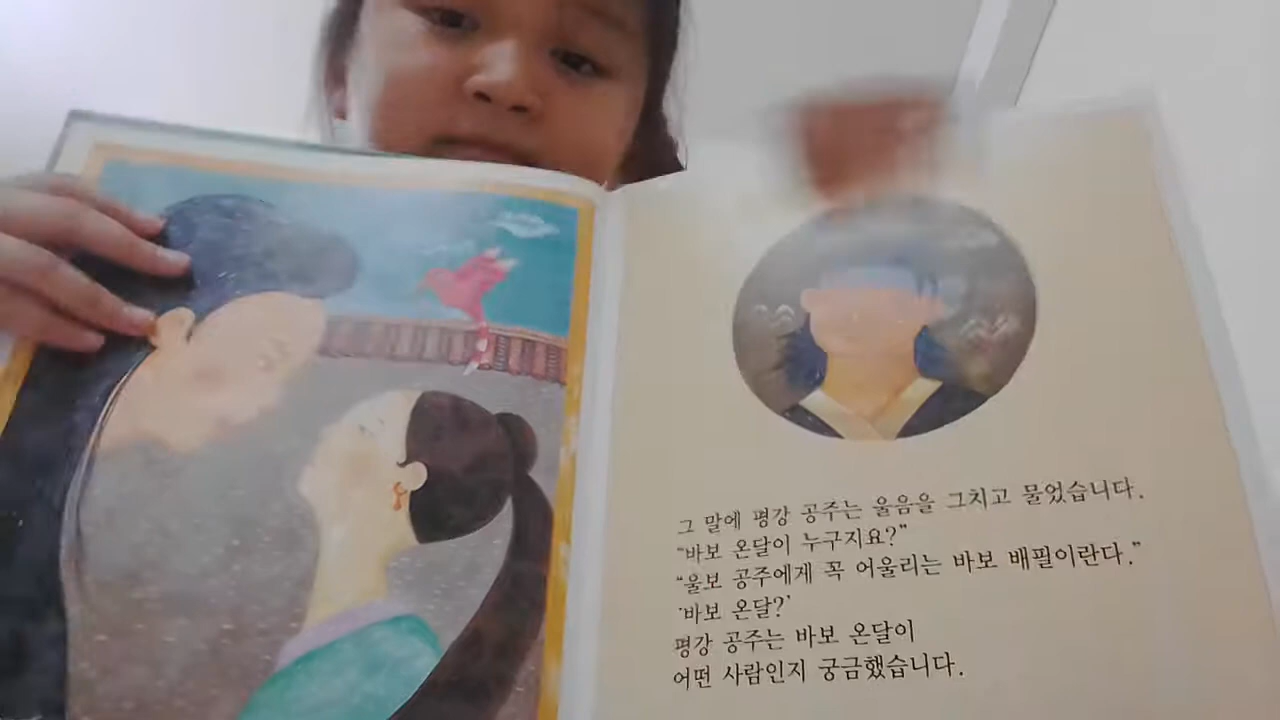 그 말에 평강 공주는 울음을 그치고 물었습니다.
“바보 온달이 누구지요?”
“울보 공주에게 꼭 어울리는 바보 배필이란다.”
‘바보 온달?’
평강 공주는 바보 온달이
어떤 사람인지 궁금했습니다.